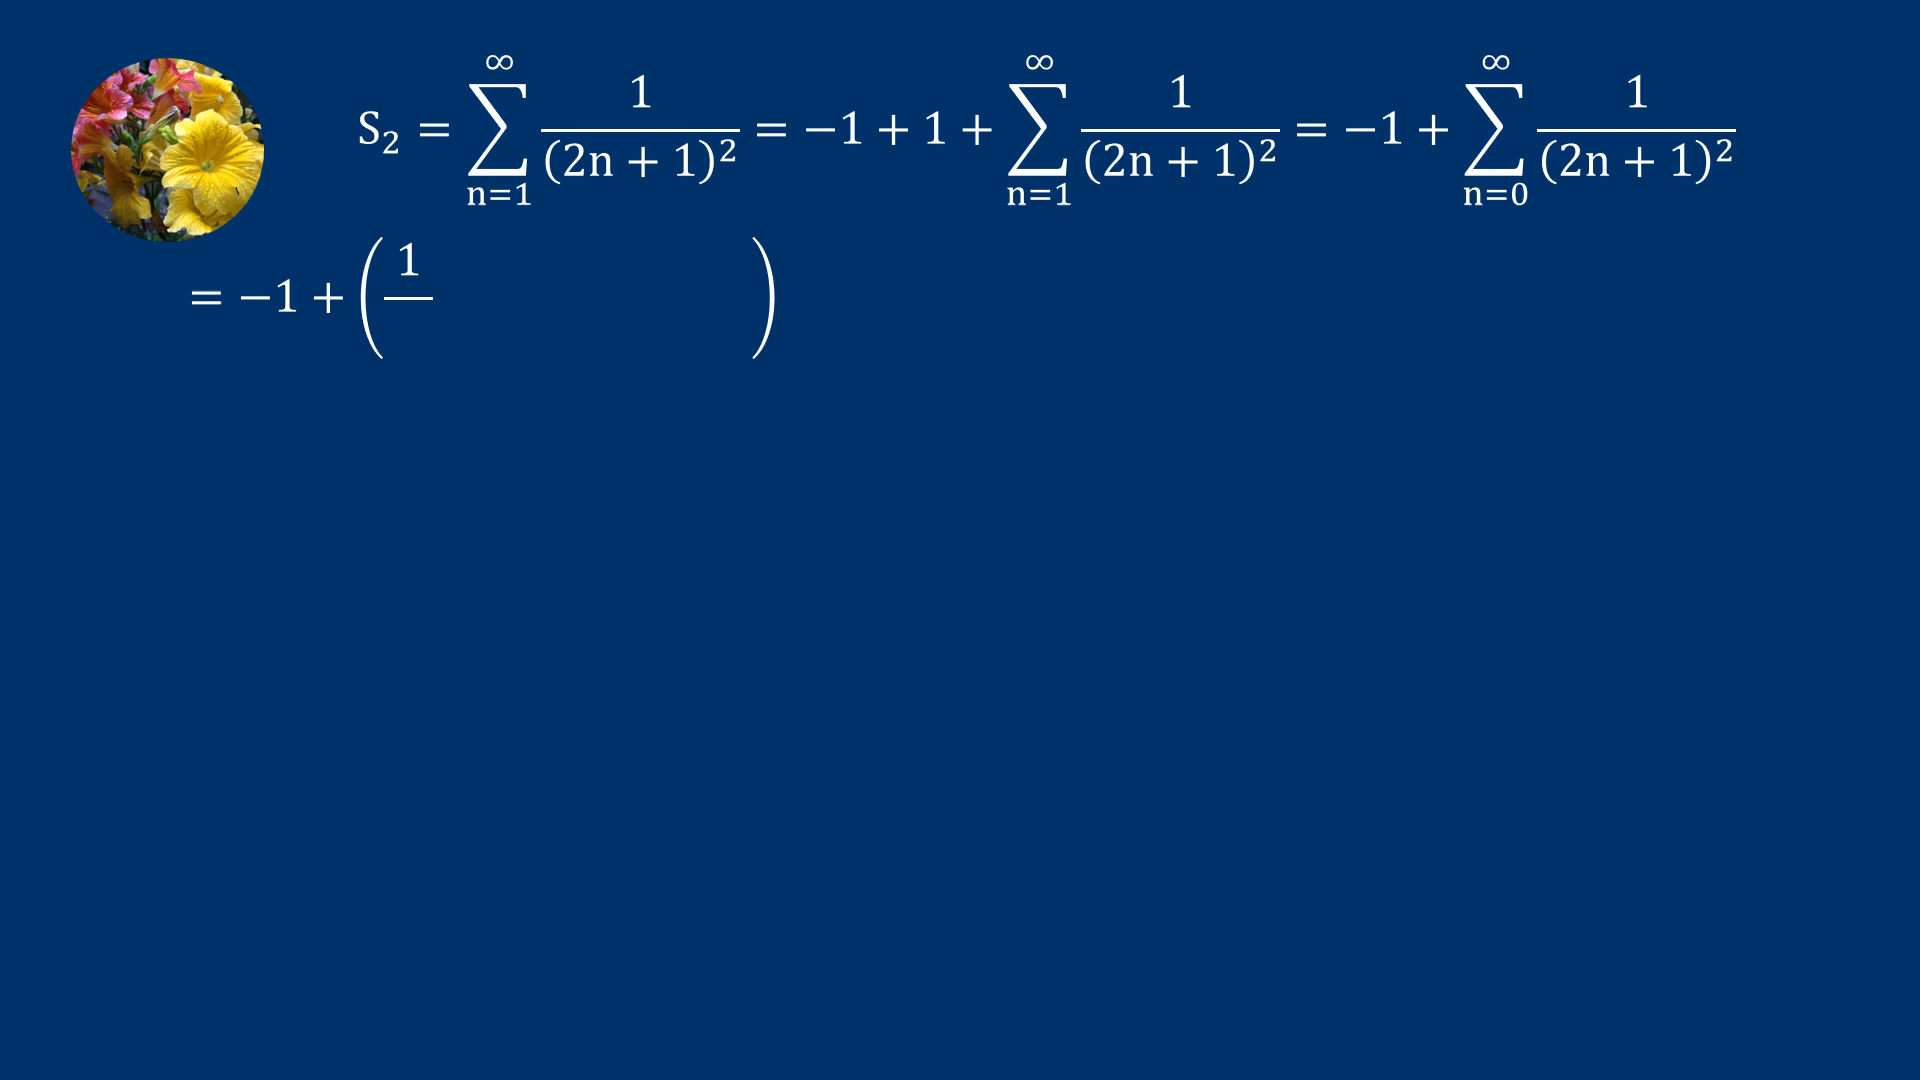 S₂ = ∑_{n=1}^{∞} 1/(2n + 1)² = −1 + 1 + ∑_{n=1}^{∞} 1/(2n + 1)² = −1 + ∑_{n=0}^{∞} 1/(2n + 1)²
= −1 + ( 1/ )